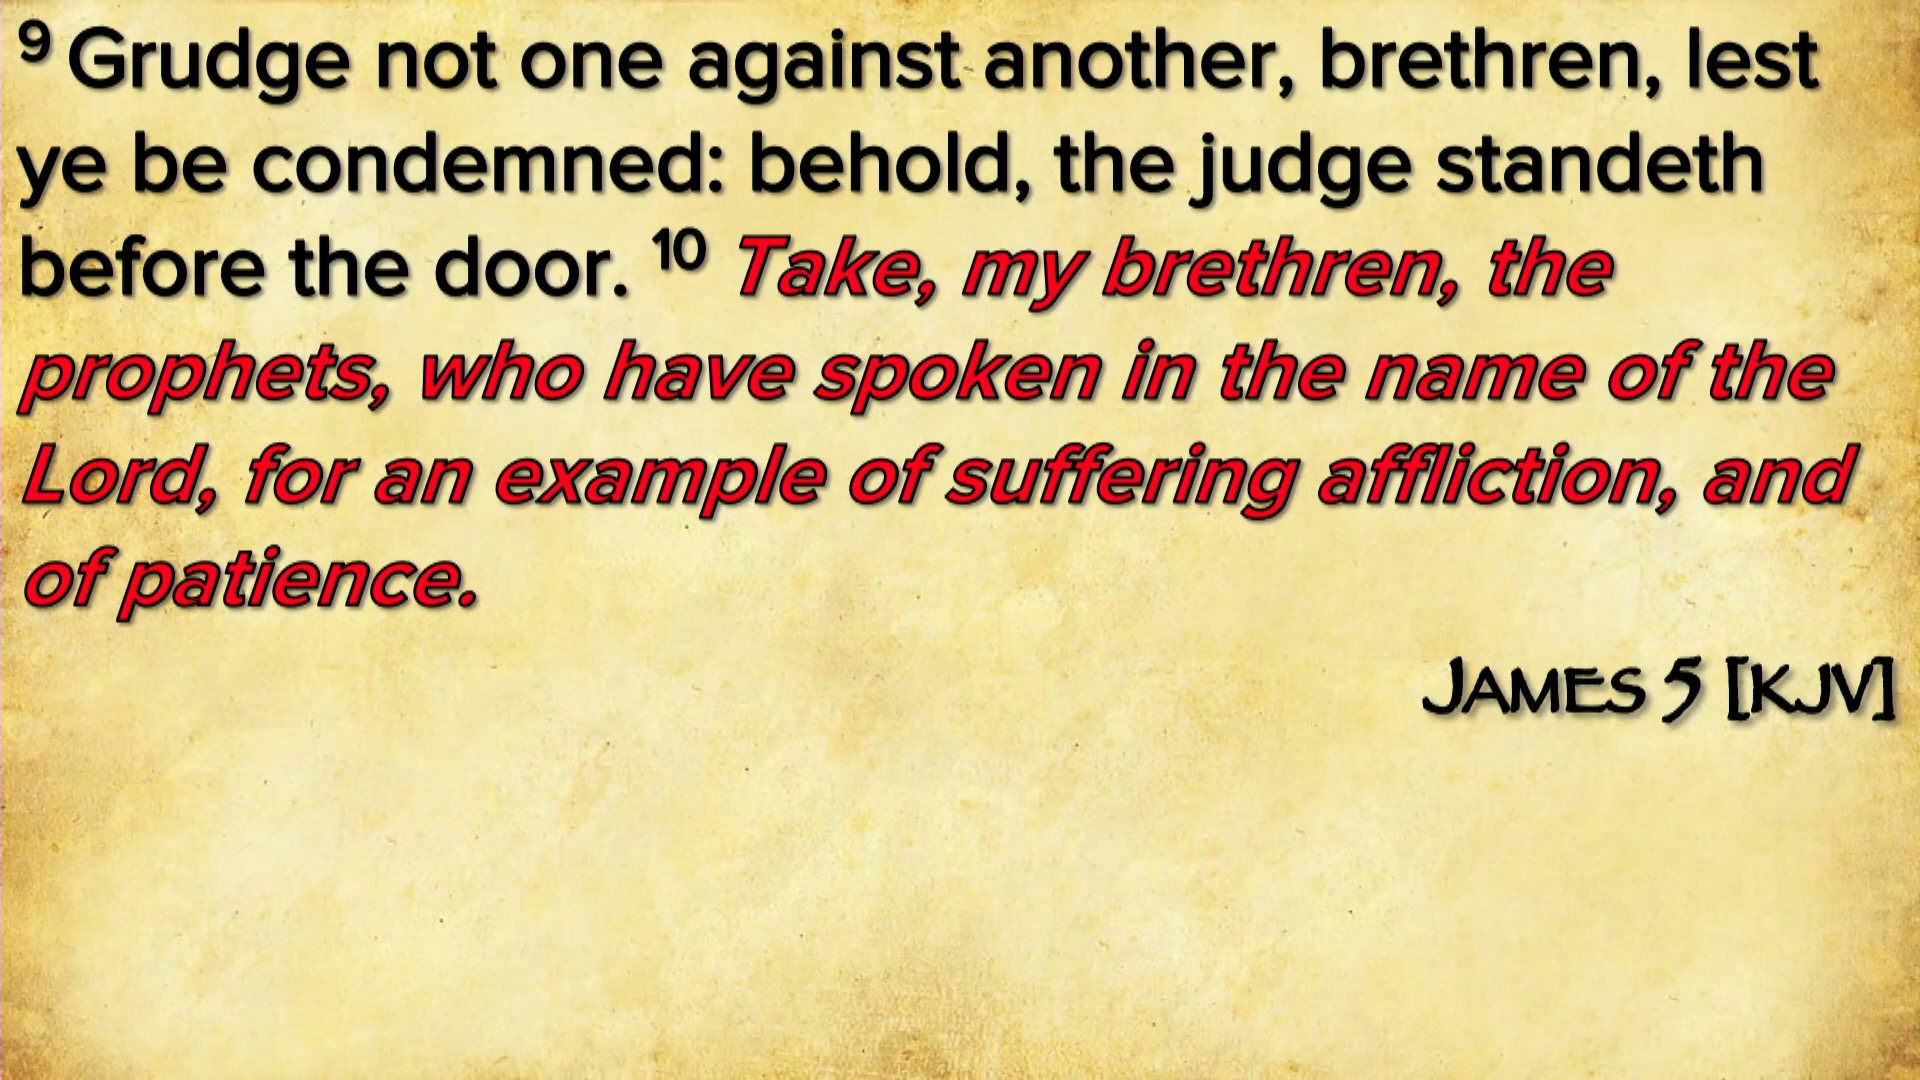 9 Grudge not one against another, brethren, lest
ye be condemned: behold, the judge standeth
before the door. 10 Take, my brethren, the
prophets, who have spoken in the name of the
Lord, for an example of suffering affliction, and
of patience.
James 5 [KJV]